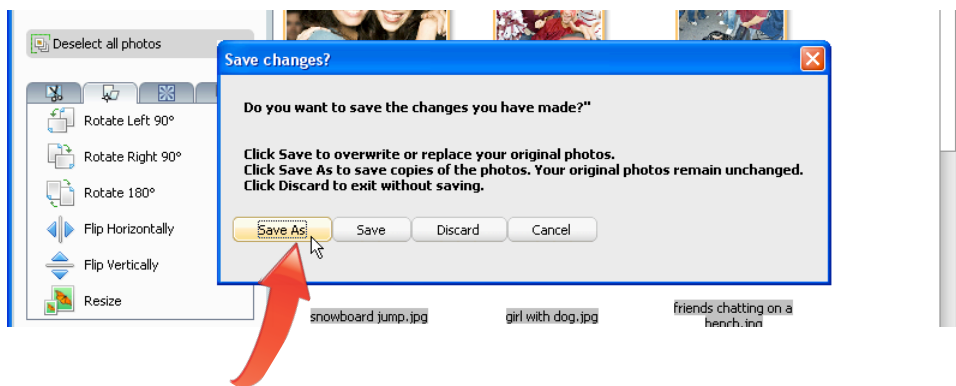 Deselect all photos
Save changes?
Do you want to save the changes you have made?"
Rotate Left 90°
Rotate Right 90°
Click Save to overwrite or replace your original photos.
Click Save As to save copies of the photos. Your original photos remain unchanged.
Click Discard to exit without saving.
Rotate 180°
Flip Horizontally
Save As Save Discard Cancel
Flip Vertically
Resize
snowboard jump.jpg girl with dog.jpg friends chatting on a
bench.jpg